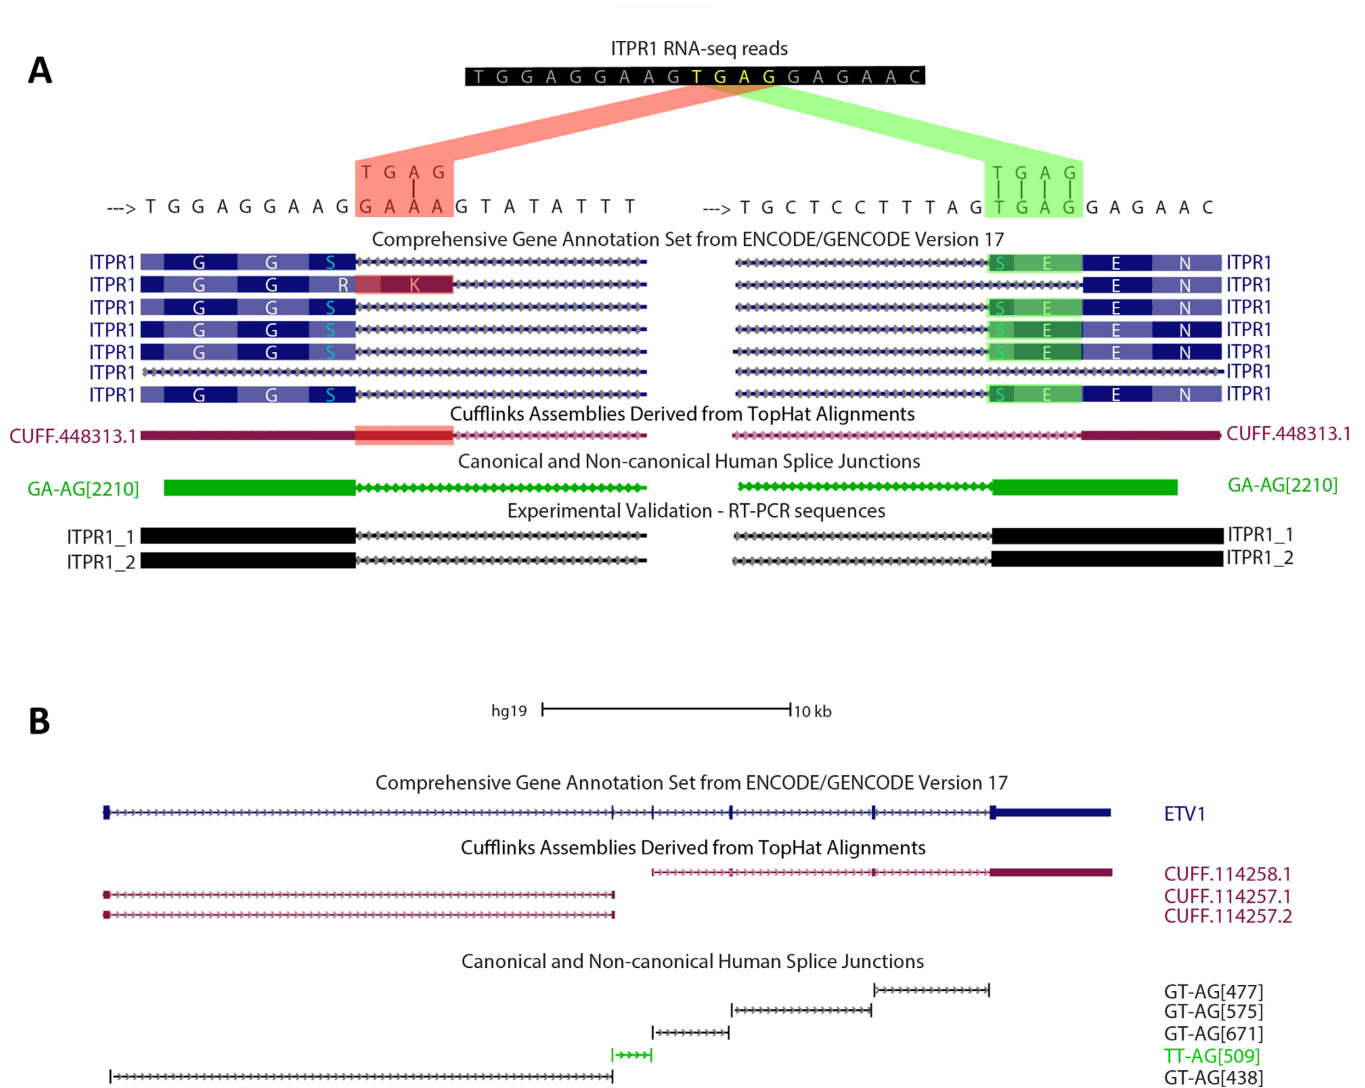 A
ITPR1 RNA-seq reads
T G G A G G A A G T G A G G A G A A C
T G A G
T G A G
---> T G G A G G A A G G A A A G T A T A T T T
---> T G C T C C T T T A G T G A G G A G A A C
Comprehensive Gene Annotation Set from ENCODE/GENCODE Version 17
ITPR1 G G S S E E N ITPR1
ITPR1 G G R K E N ITPR1
ITPR1 G G S S E E N ITPR1
ITPR1 G G S S E E N ITPR1
ITPR1 G G S S E E N ITPR1
ITPR1 ITPR1
ITPR1 G G S S E E N ITPR1
Cufflinks Assemblies Derived from TopHat Alignments
CUFF.448313.1 CUFF.448313.1
Canonical and Non-canonical Human Splice Junctions
GA-AG[2210] GA-AG[2210]
Experimental Validation - RT-PCR sequences
ITPR1_1 ITPR1_1
ITPR1_2 ITPR1_2
B
hg19 10 kb
Comprehensive Gene Annotation Set from ENCODE/GENCODE Version 17
ETV1
Cufflinks Assemblies Derived from TopHat Alignments
CUFF.114258.1
CUFF.114257.1
CUFF.114257.2
Canonical and Non-canonical Human Splice Junctions
GT-AG[477]
GT-AG[575]
GT-AG[671]
TT-AG[509]
GT-AG[438]